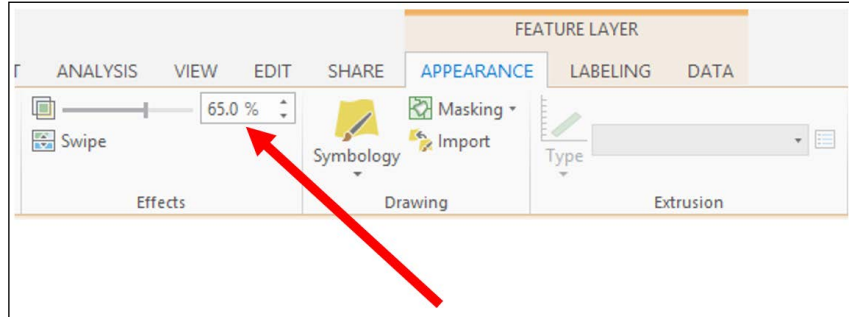 FEATURE LAYER
T ANALYSIS VIEW EDIT SHARE APPEARANCE LABELING DATA
65.0 % Masking
Swipe Symbology Import Type
Effects Drawing Extrusion